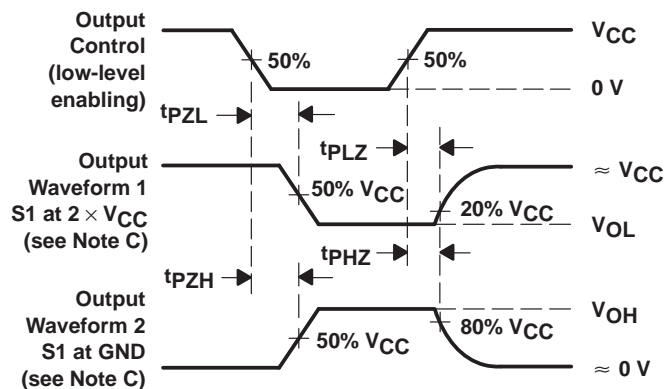 Output
Control
(low-level
enabling)
50%
50%
VCC
0 V
tPZL
tPLZ
Output
Waveform 1
S1 at 2 × VCC
(see Note C)
50% VCC
20% VCC
≈ VCC
VOL
tPZH
tPHZ
Output
Waveform 2
S1 at GND
(see Note C)
50% VCC
80% VCC
VOH
≈ 0 V